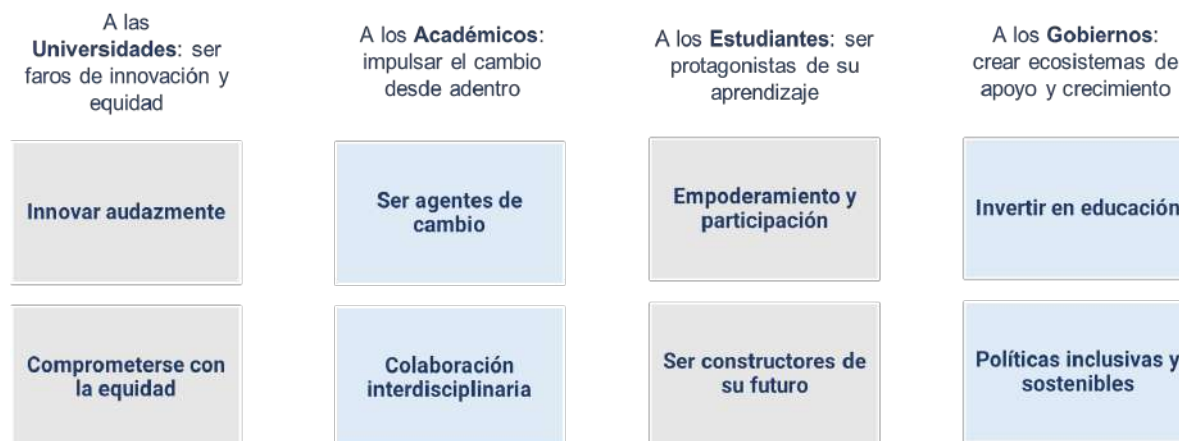 A las
Universidades: ser
faros de innovación y
equidad
A los Académicos:
impulsar el cambio
desde adentro
A los Estudiantes: ser
protagonistas de su
aprendizaje
A los Gobiernos:
crear ecosistemas de
apoyo y crecimiento
Innovar audazmente
Ser agentes de
cambio
Empoderamiento y
participación
Invertir en educación
Comprometerse con
la equidad
Colaboración
interdisciplinaria
Ser constructores de
su futuro
Políticas inclusivas y
sostenibles